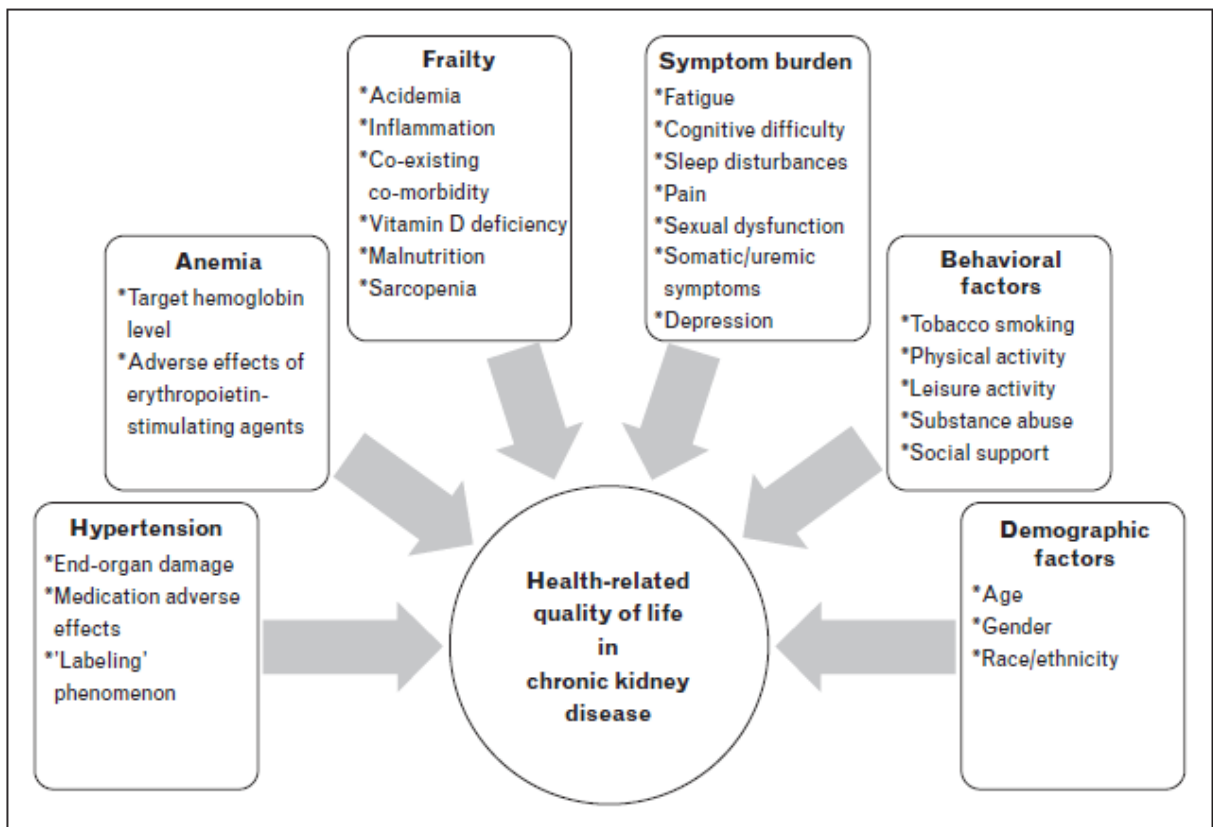 Frailty
*Acidemia
*Inflammation
*Co-existing
co-morbidity
*Vitamin D deficiency
*Malnutrition
*Sarcopenia
Symptom burden
*Fatigue
*Cognitive difficulty
*Sleep disturbances
*Pain
*Sexual dysfunction
*Somatic/uremic
symptoms
*Depression
Anemia
*Target hemoglobin
level
*Adverse effects of
erythropoietin-
stimulating agents
Behavioral
factors
*Tobacco smoking
*Physical activity
*Leisure activity
*Substance abuse
*Social support
Hypertension
*End-organ damage
*Medication adverse
effects
*'Labeling'
phenomenon
Health-related
quality of life
in
chronic kidney
disease
Demographic
factors
*Age
*Gender
*Race/ethnicity